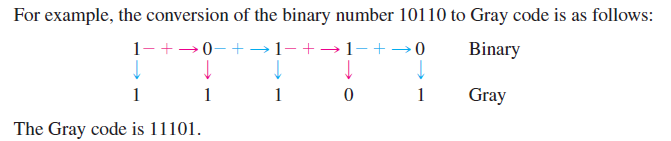 For example, the conversion of the binary number 10110 to Gray code is as follows:
1− + →0− + →1− + →1− + →0 Binary
↓ ↓ ↓ ↓ ↓
1 1 1 0 1 Gray
The Gray code is 11101.